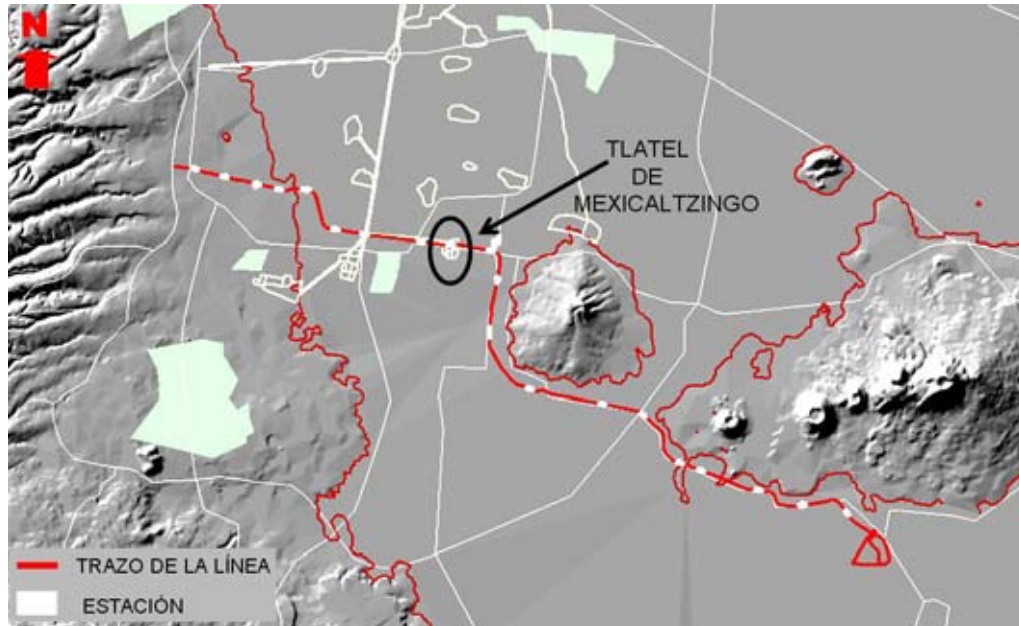 N
TLATEL
DE
MEXICALTZINGO
TRAZO DE LA LÍNEA
ESTACIÓN